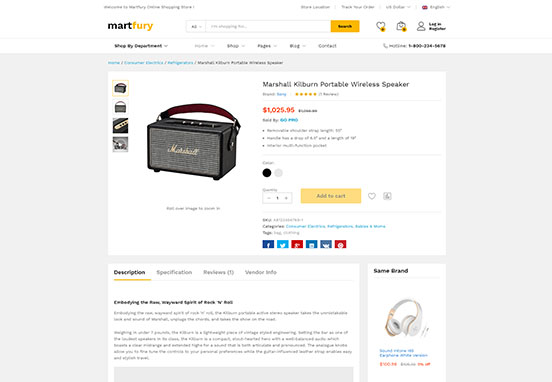 Welcome to Martfury Online Shopping Store !
Store Location
Track Your Order
US Dollar
English
martfury
All
I'm shopping for...
Search
0
0
Log in
Register
Shop By Department
Home
Shop
Pages
Blog
Contact
Hotline: 1-800-234-5678
Home / Consumer Electrics / Refrigerators / Marshall Kilburn Portable Wireless Speaker
Marshall Kilburn Portable Wireless Speaker
Brand: Sony
(1 Review)
$1,025.95
Sold By: GO PRO
Removable shoulder strap length: 50"
Handle has a drop of 6.5" and a length of 19"
Interior multi-function pocket
Marshall
Roll over image to zoom in
Color:
Quantity
- 1 +
Add to cart
SKU:
Categories: Consumer Electrics, Refrigerators, Babies & Moms
Tags: bag, clothing
Description
Specification
Reviews (1)
Vendor Info
Embodying the Raw, Wayward Spirit of Rock 'N' Roll
Embodying the raw, wayward spirit of rock 'n' roll, the Kilburn portable active stereo speaker takes the unmistakable
look and sound of Marshall, unplugs the chords, and takes the show on the road.
Weighing in under 7 pounds, the Kilburn is a lightweight piece of vintage styled engineering. Setting the bar as one of
the loudest speakers in its class, the Kilburn is a compact, stout-hearted hero with a well-balanced audio which
boasts a clear midrange and extended highs for a sound that is both articulate and pronounced. The analogue knobs
allow you to fine tune the controls to your personal preferences while the guitar-influenced leather strap enables easy
and stylish travel.
Same Brand
Sound Intone I65
Earphone White Version
$100.99